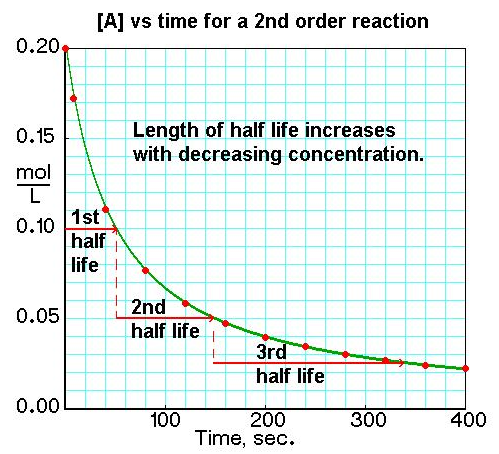 [A] vs time for a 2nd order reaction
0.20
Length of half life increases
with decreasing concentration.
0.15
mol
L
0.10
1st
half
life
2nd
half life
0.05
3rd
half life
0.00
100
200
300
400
Time, sec.